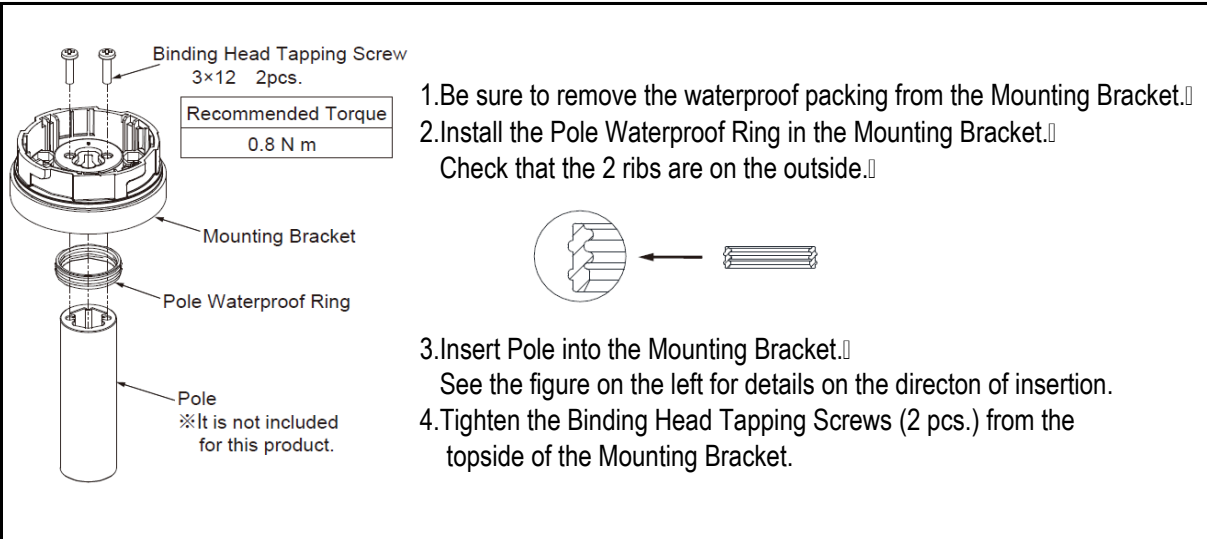 Binding Head Tapping Screw
3×12 2pcs.
Recommended Torque
0.8 N m
Mounting Bracket
Pole Waterproof Ring
Pole
※It is not included
for this product.
1.Be sure to remove the waterproof packing from the Mounting Bracket.▯
2.Install the Pole Waterproof Ring in the Mounting Bracket.▯
Check that the 2 ribs are on the outside.▯
3.Insert Pole into the Mounting Bracket.▯
See the figure on the left for details on the directon of insertion.
4.Tighten the Binding Head Tapping Screws (2 pcs.) from the
topside of the Mounting Bracket.